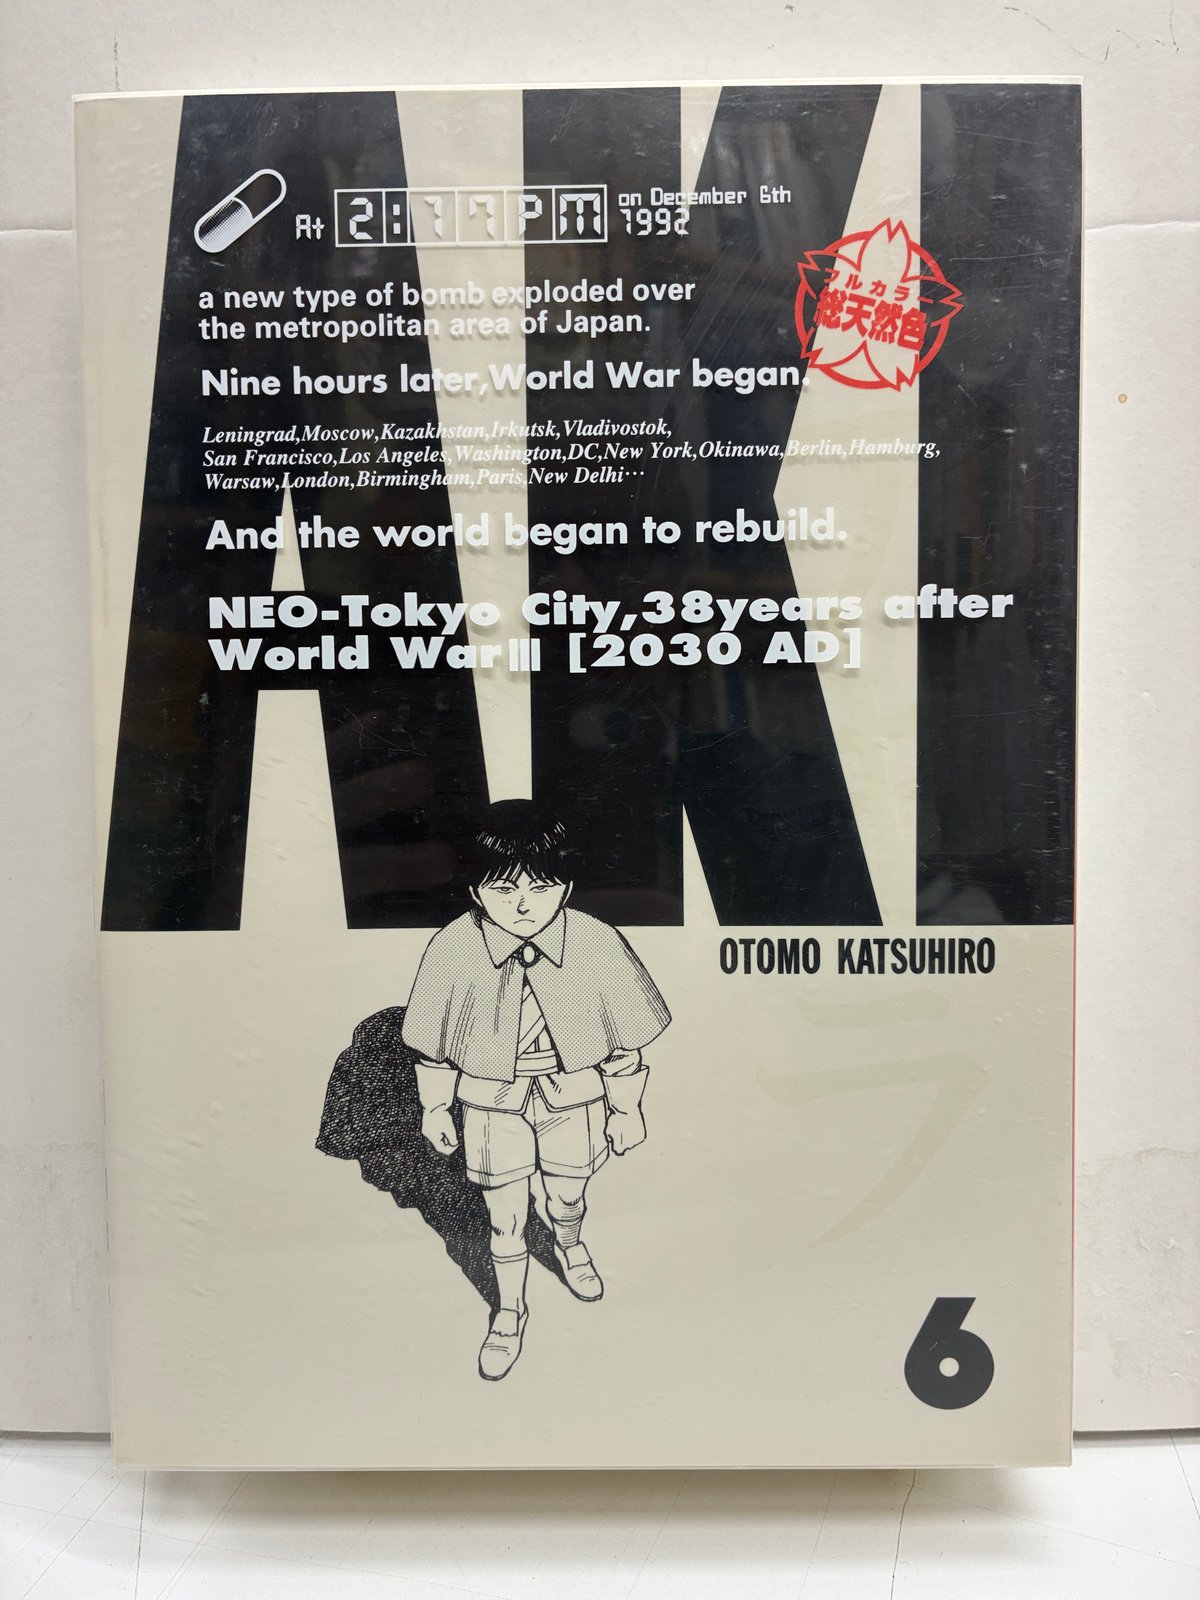 AKI
At 2:17PM on December 6th
1992
a new type of bomb exploded over
the metropolitan area of Japan.
フルカラー
総天然色
Nine hours later,World War began.
Leningrad,Moscow,Kazakhstan,Irkutsk,Vladivostok,
San Francisco,Los Angeles,Washington,DC,New York,Okinawa,Berlin,Hamburg,
Warsaw,London,Birmingham,Paris,New Delhi…
And the world began to rebuild.
NEO-Tokyo City,38years after
World WarⅢ [2030 AD]
OTOMO KATSUHIRO
ラ
6